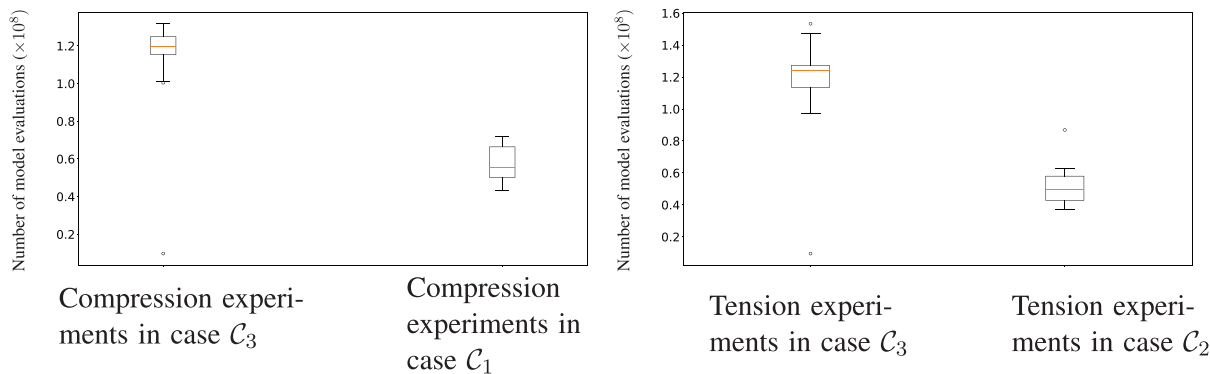 Number of model evaluations (×10⁸)
1.2
1.0
0.8
0.6
0.4
0.2
Compression experi-
ments in case 𝒞₃
Compression
experiments in
case 𝒞₁
Number of model evaluations (×10⁸)
1.6
1.4
1.2
1.0
0.8
0.6
0.4
0.2
Tension experi-
ments in case 𝒞₃
Tension experi-
ments in case 𝒞₂